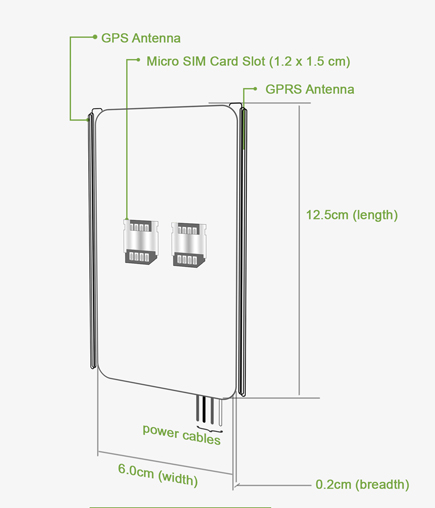 GPS Antenna
Micro SIM Card Slot (1.2 x 1.5 cm)
GPRS Antenna
12.5cm (length)
power cables
6.0cm (width)
0.2cm (breadth)